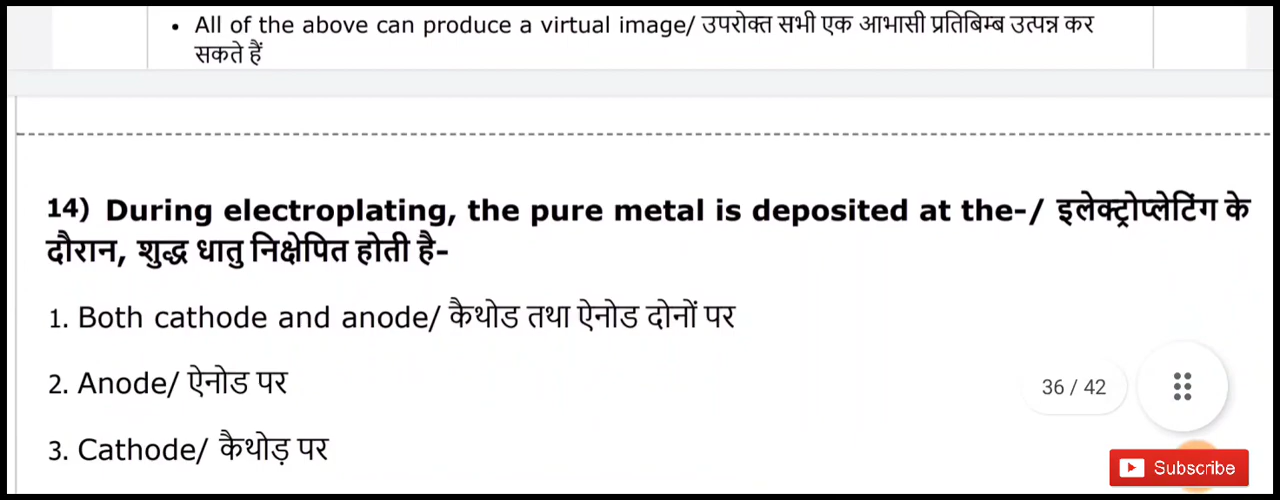 • All of the above can produce a virtual image/ उपरोक्त सभी एक आभासी प्रतिबिम्ब उत्पन्न कर
सकते हैं
14) During electroplating, the pure metal is deposited at the-/ इलेक्ट्रोप्लेटिंग के
दौरान, शुद्ध धातु निक्षेपित होती है-
1. Both cathode and anode/ कैथोड तथा ऐनोड दोनों पर
2. Anode/ ऐनोड पर
36 / 42
3. Cathode/ कैथोड़ पर
Subscribe